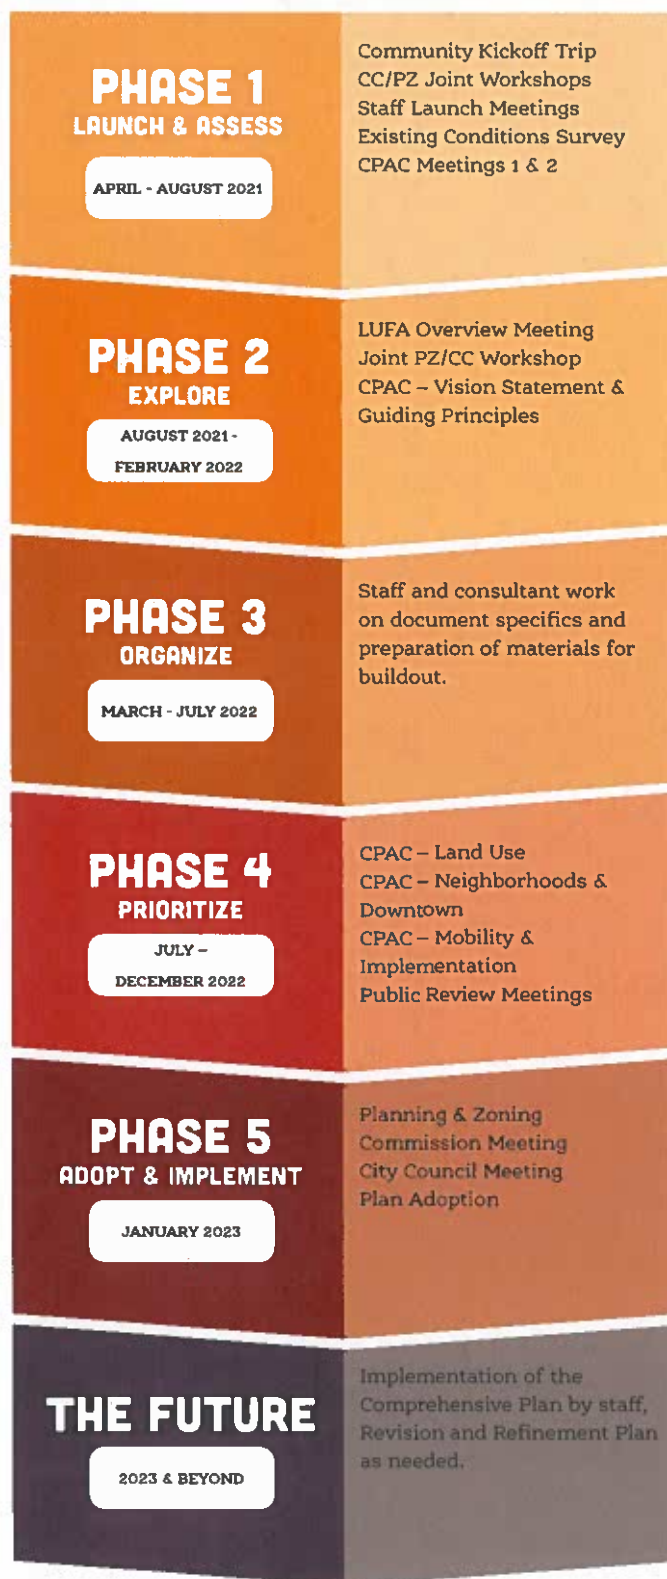 PHASE 1
LAUNCH & ASSESS
APRIL - AUGUST 2021
Community Kickoff Trip
CC/PZ Joint Workshops
Staff Launch Meetings
Existing Conditions Survey
CPAC Meetings 1 & 2
PHASE 2
EXPLORE
AUGUST 2021 -
FEBRUARY 2022
LUFA Overview Meeting
Joint PZ/CC Workshop
CPAC – Vision Statement &
Guiding Principles
PHASE 3
ORGANIZE
MARCH - JULY 2022
Staff and consultant work
on document specifics and
preparation of materials for
buildout.
PHASE 4
PRIORITIZE
JULY –
DECEMBER 2022
CPAC – Land Use
CPAC – Neighborhoods &
Downtown
CPAC – Mobility &
Implementation
Public Review Meetings
PHASE 5
ADOPT & IMPLEMENT
JANUARY 2023
Planning & Zoning
Commission Meeting
City Council Meeting
Plan Adoption
THE FUTURE
2023 & BEYOND
Implementation of the
Comprehensive Plan by staff,
Revision and Refinement Plan
as needed.